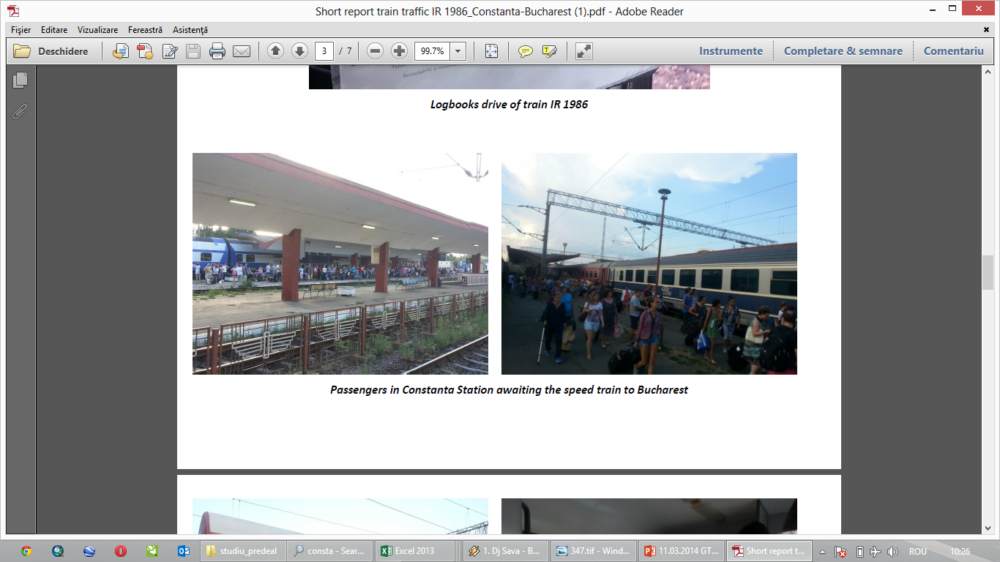 Short report train traffic IR 1986_Constanta-Bucharest (1).pdf - Adobe Reader
Fişier Editare Vizualizare Fereastră Asistenţă
Deschidere 3 / 7 99.7% Instrumente Completare & semnare Comentariu
Logbooks drive of train IR 1986
Passengers in Constanta Station awaiting the speed train to Bucharest
studiu_predeal consta - Sear... Excel 2013 1. Dj Sava - B... 347.tif - Wind... 11.03.2014 GT... Short report t... ROU 10:26